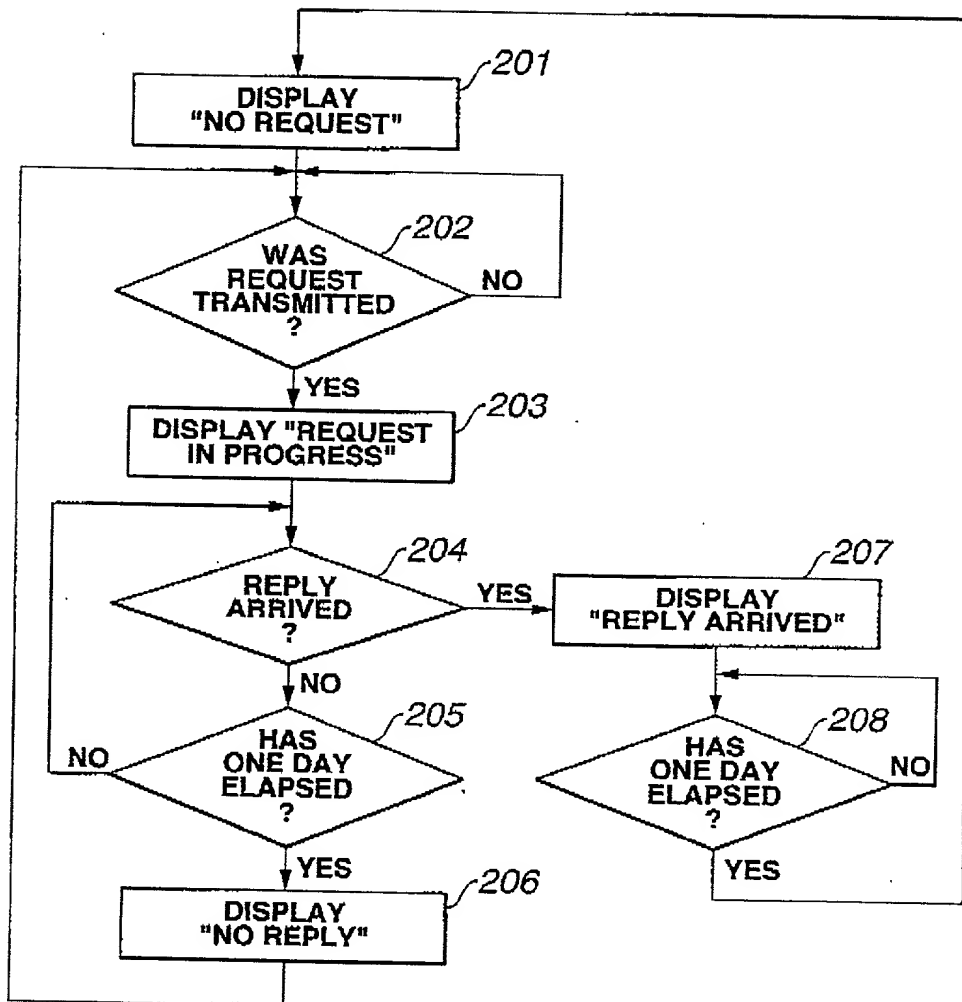 201
DISPLAY
"NO REQUEST"
202
WAS
REQUEST
TRANSMITTED
?
NO
YES
203
DISPLAY "REQUEST
IN PROGRESS"
204
REPLY
ARRIVED
?
YES
207
DISPLAY
"REPLY ARRIVED"
NO
205
HAS
ONE DAY
ELAPSED
?
NO
208
HAS
ONE DAY
ELAPSED
?
NO
YES
YES
206
DISPLAY
"NO REPLY"